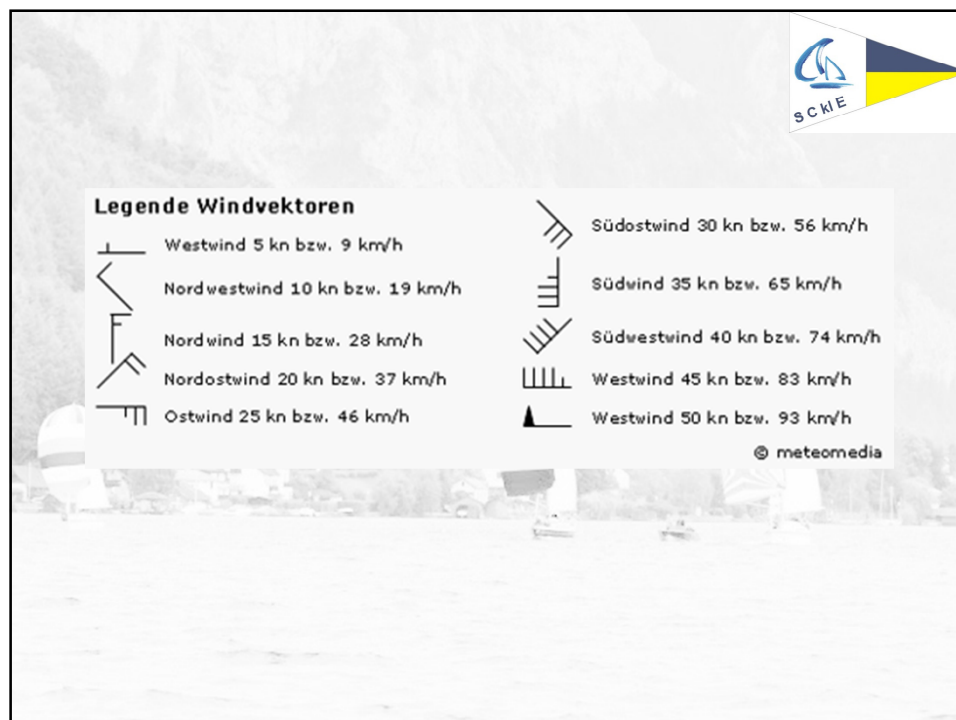 SCKIE
Legende Windvektoren
Westwind 5 kn bzw. 9 km/h
Nordwestwind 10 kn bzw. 19 km/h
Nordwind 15 kn bzw. 28 km/h
Nordostwind 20 kn bzw. 37 km/h
Ostwind 25 kn bzw. 46 km/h
Südostwind 30 kn bzw. 56 km/h
Südwind 35 kn bzw. 65 km/h
Südwestwind 40 kn bzw. 74 km/h
Westwind 45 kn bzw. 83 km/h
Westwind 50 kn bzw. 93 km/h
© meteomedia